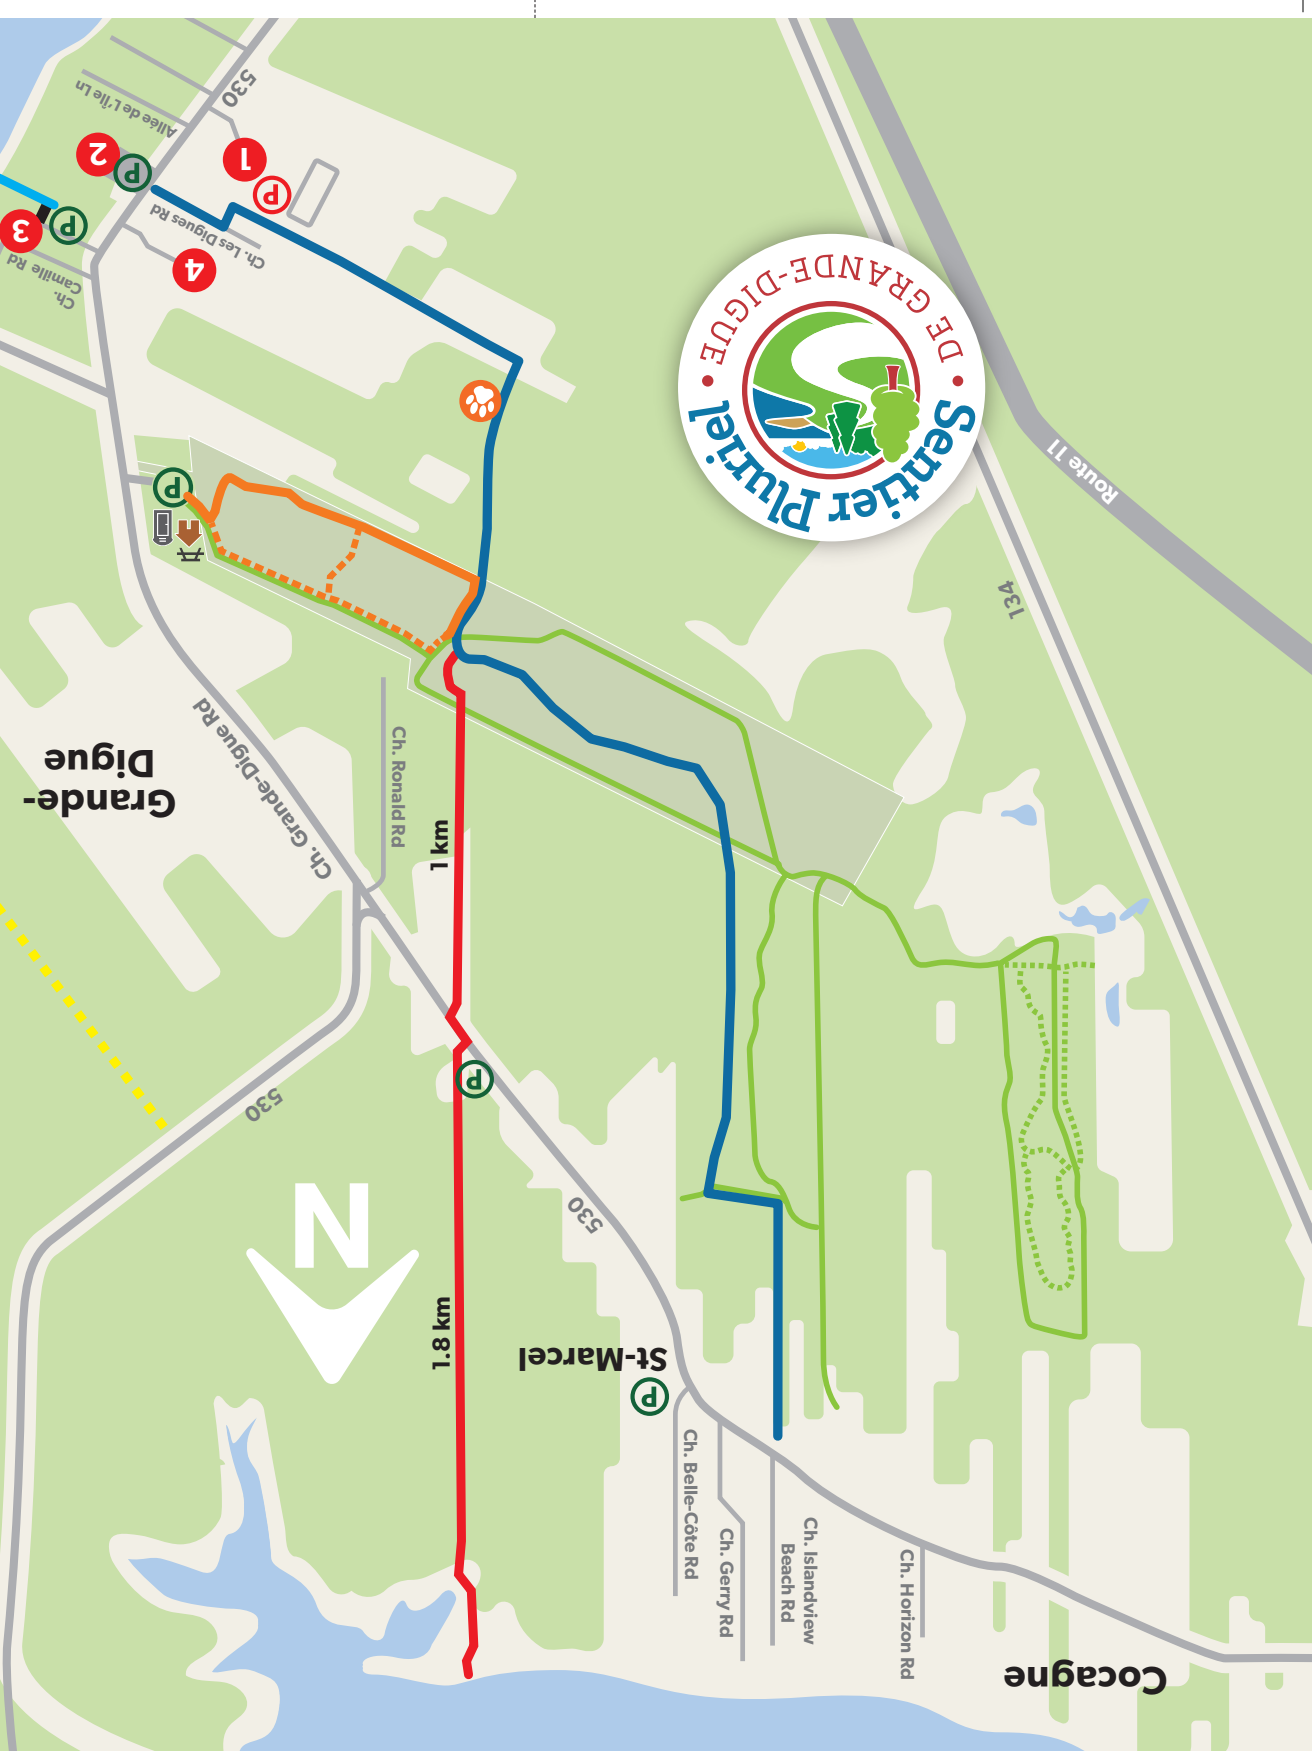 Cocagne
Ch. Horizon Rd
Ch. Islandview
Beach Rd
Ch. Gerry Rd
Ch. Belle-Côte Rd
P
St-Marcel
1.8 km
N
530
530
P
1 km
Ch. Ronald Rd
Ch. Grande-Digue Rd
Grande-
Digue
134
Route 11
Sentier Pluriel
• DE GRANDE-DIGUE •
P
4
Ch. Les Digues Rd
Ch.
Camille Rd
3
P
P
1
2
P
Allée de L'Île Ln
530